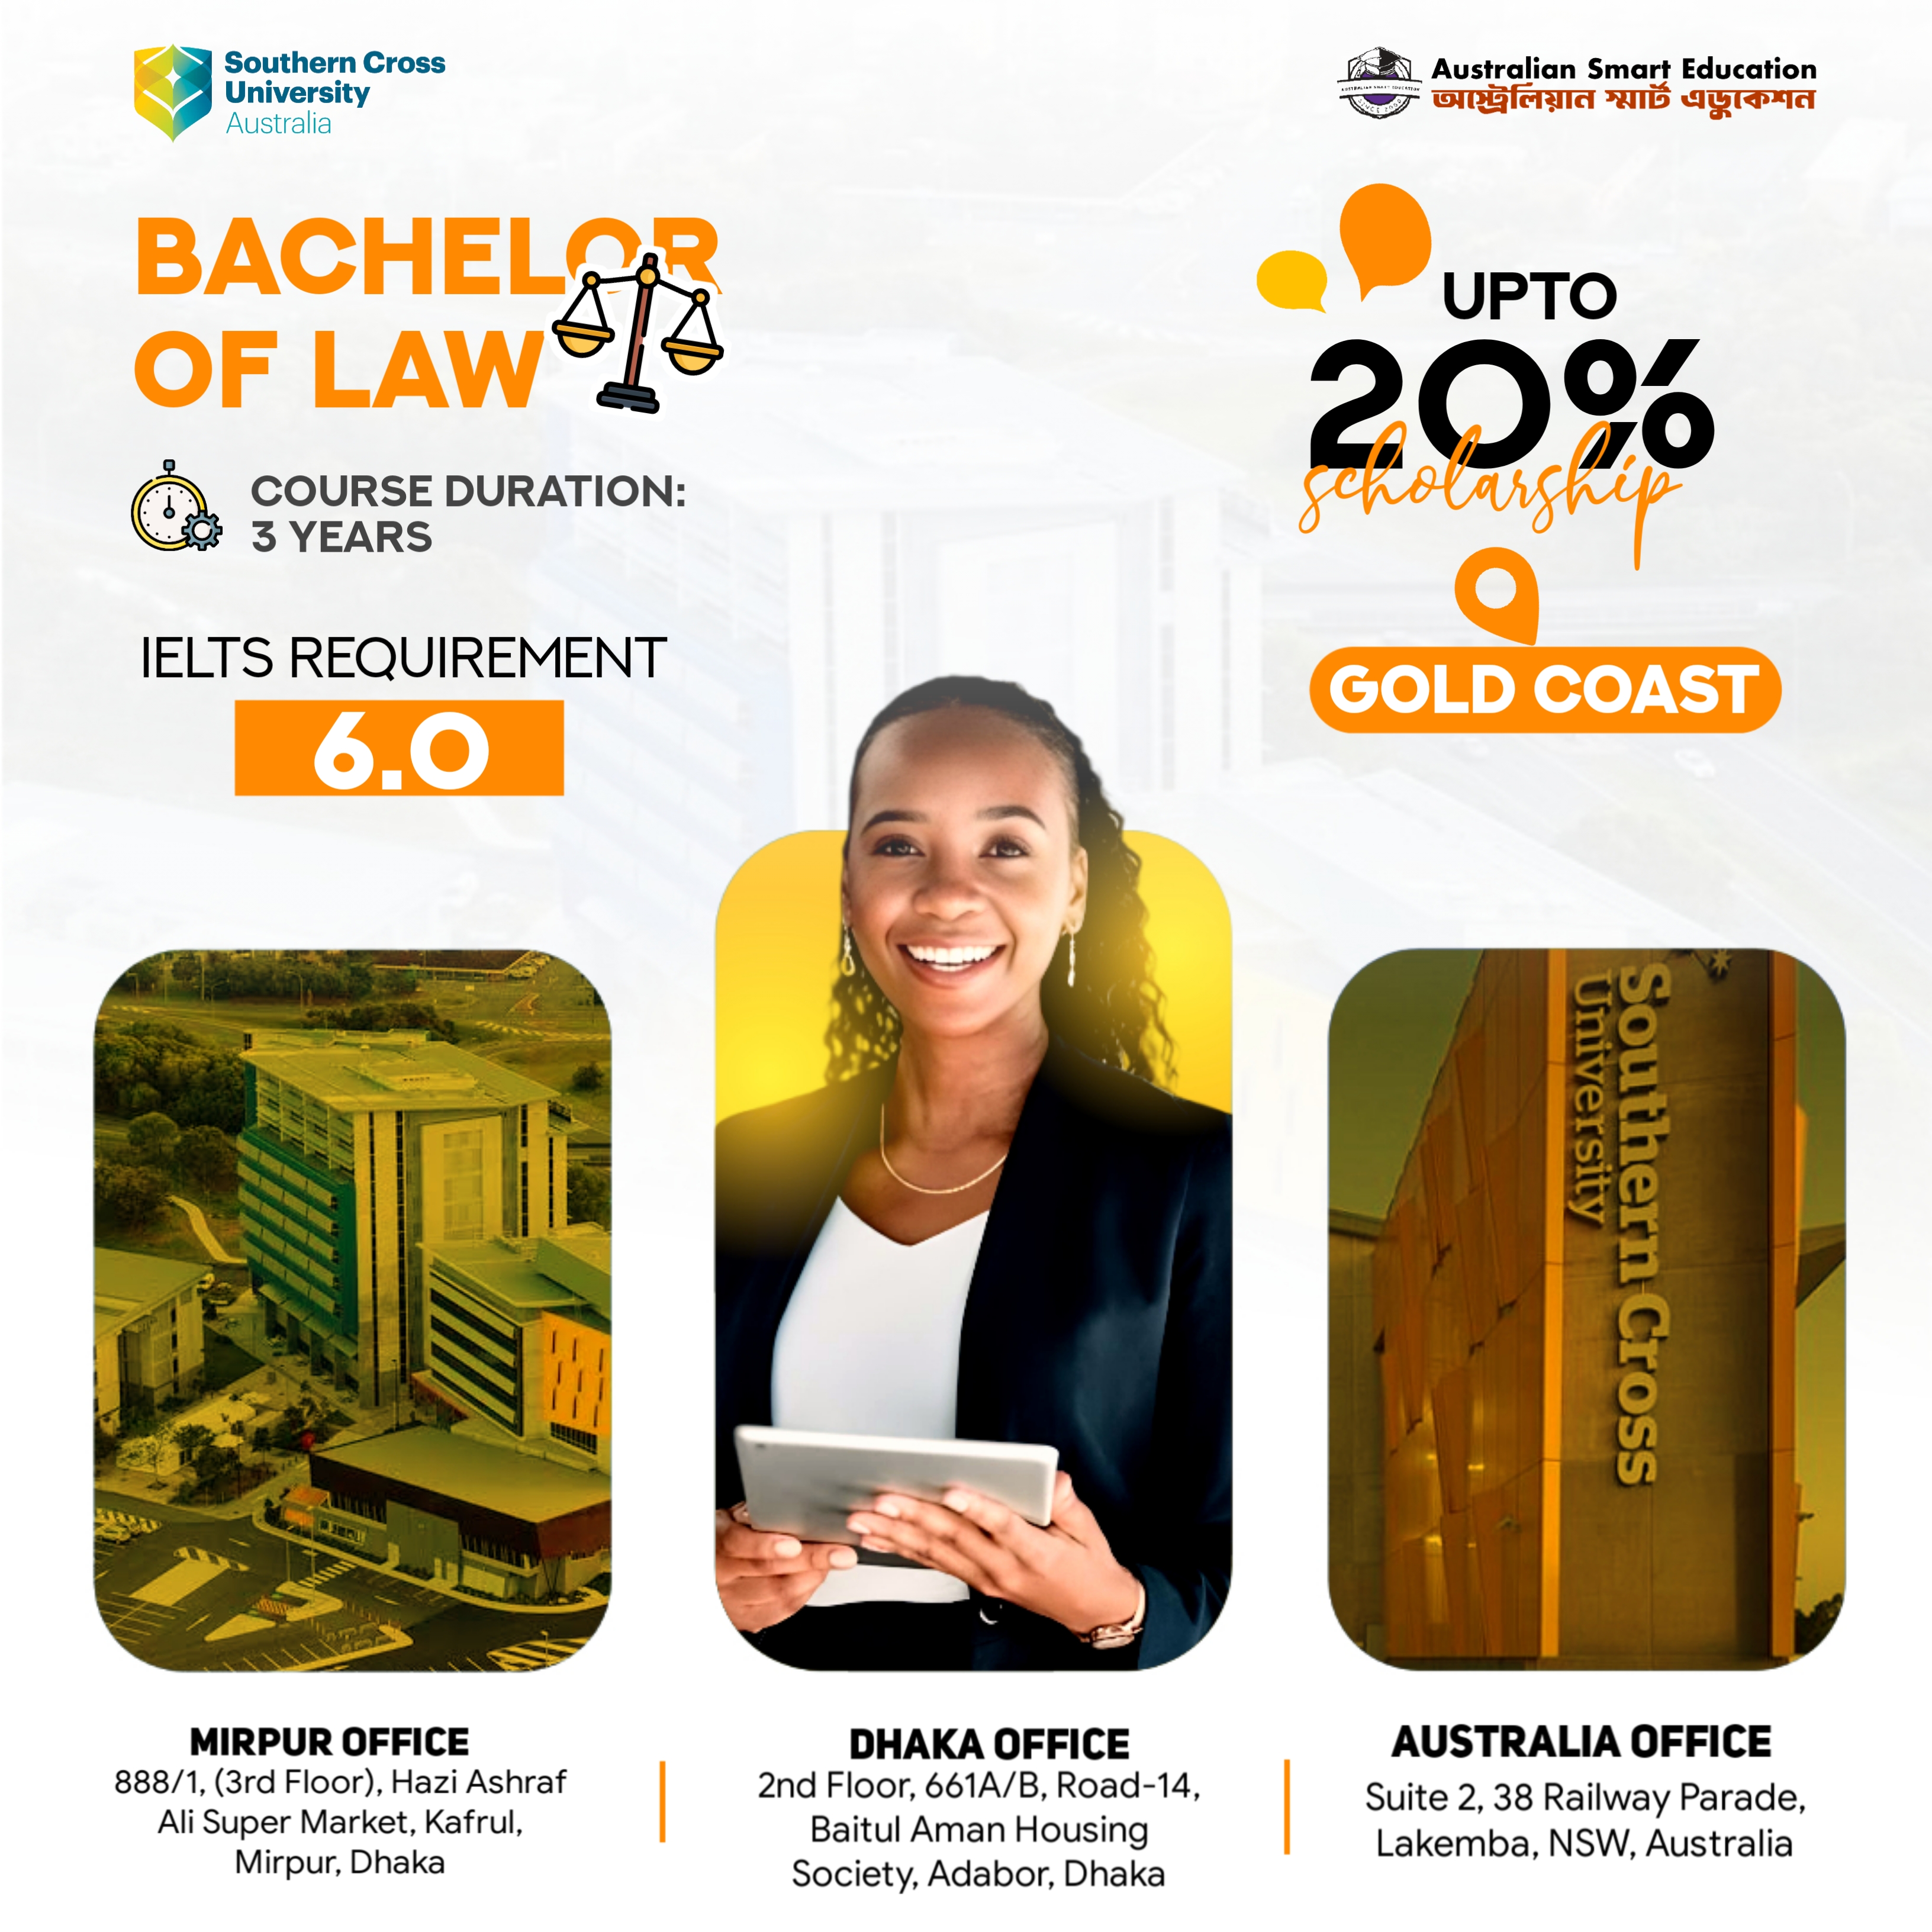 Southern Cross
University
Australia
Australian Smart Education
অস্ট্রেলিয়ান স্মার্ট এডুকেশন
BACHELOR
OF LAW
COURSE DURATION:
3 YEARS
IELTS REQUIREMENT
6.0
UPTO
20%
scholarship
GOLD COAST
Southern Cross
University
MIRPUR OFFICE
888/1, (3rd Floor), Hazi Ashraf
Ali Super Market, Kafrul,
Mirpur, Dhaka
DHAKA OFFICE
2nd Floor, 661A/B, Road-14,
Baitul Aman Housing
Society, Adabor, Dhaka
AUSTRALIA OFFICE
Suite 2, 38 Railway Parade,
Lakemba, NSW, Australia